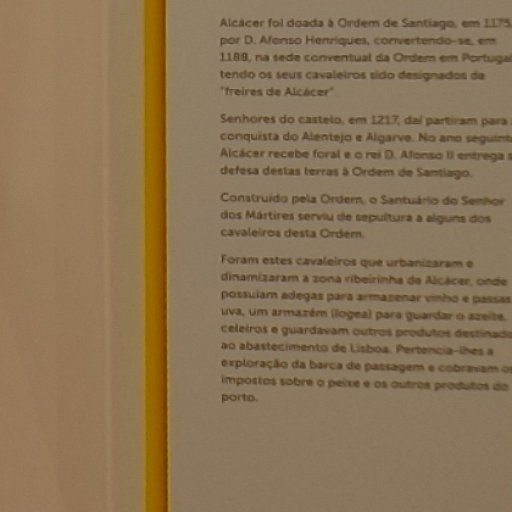 Alcácer foi doada à Ordem de Santiago, em 1175,
por D. Afonso Henriques, convertendo-se, em
1188, na sede conventual da Ordem em Portugal
tendo os seus cavaleiros sido designados de
"freires de Alcácer".
Senhores do castelo, em 1217, daí partiram para
conquista do Alentejo e Algarve. No ano seguinte
Alcácer recebe foral e o rei D. Afonso II entrega a
defesa destas terras à Ordem de Santiago.
Construído pela Ordem, o Santuário do Senhor
dos Mártires serviu de sepultura a alguns dos
cavaleiros desta Ordem.
Foram estes cavaleiros que urbanizaram e
dinamizaram a zona ribeirinha de Alcácer, onde
possuíam adegas para armazenar vinho e passas
uva, um armazém (logea) para guardar o azeite,
celeiros e guardavam outros produtos destinado
ao abastecimento de Lisboa. Pertencia-lhes a
exploração da barca de passagem e cobravam os
impostos sobre o peixe e os outros produtos do
porto.